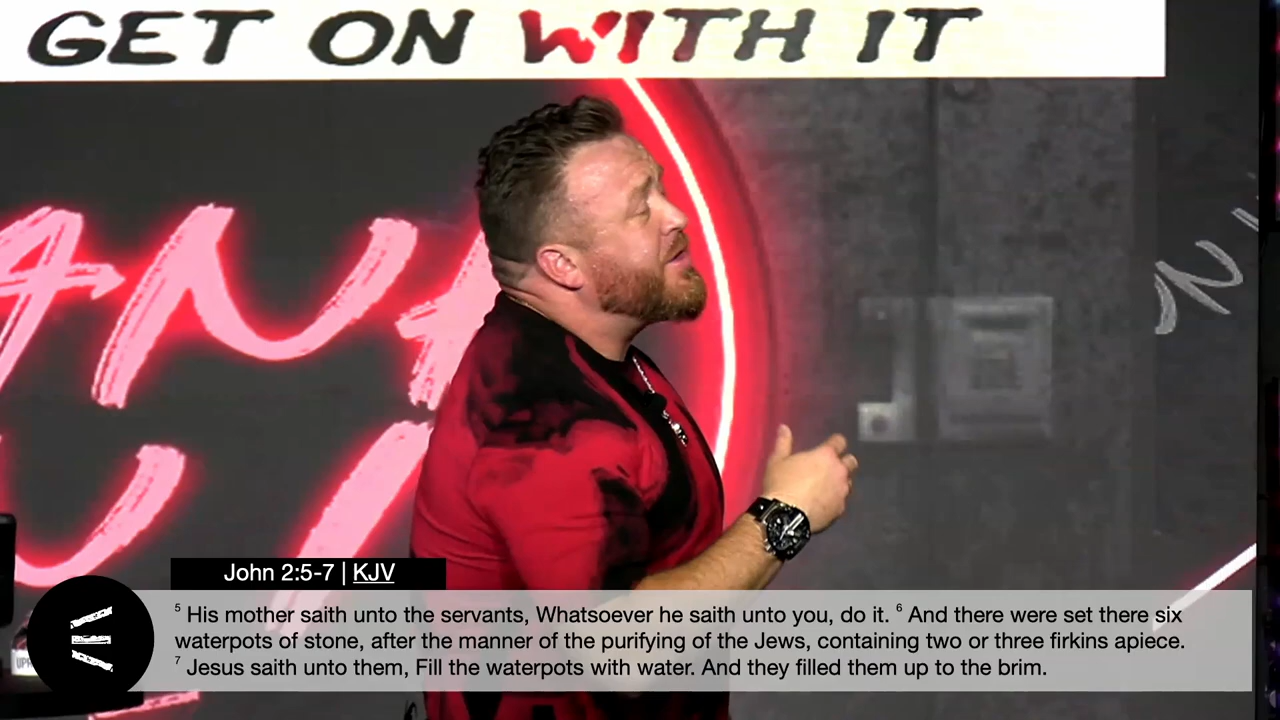 GET ON WITH IT
John 2:5-7 | KJV
5 His mother saith unto the servants, Whatsoever he saith unto you, do it. 6 And there were set there six
waterpots of stone, after the manner of the purifying of the Jews, containing two or three firkins apiece.
7 Jesus saith unto them, Fill the waterpots with water. And they filled them up to the brim.